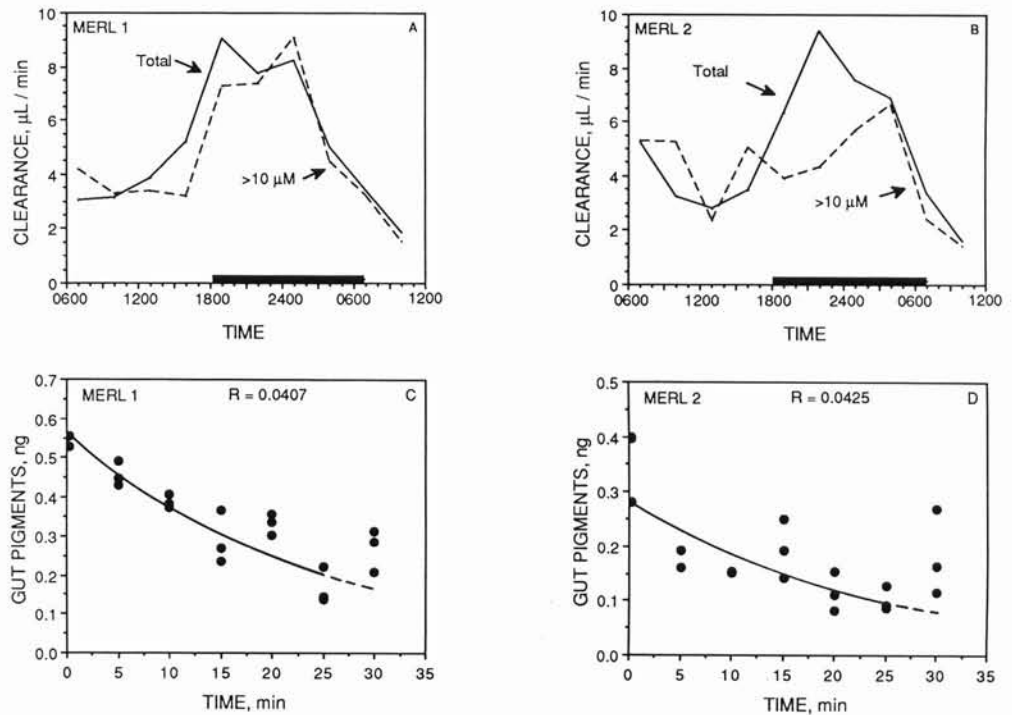 MERL 1
A
Total
>10 µM
CLEARANCE, µL / min
10
8
6
4
2
0
0600 1200 1800 2400 0600 1200
TIME
MERL 2
B
Total
>10 µM
CLEARANCE, µL / min
10
8
6
4
2
0
0600 1200 1800 2400 0600 1200
TIME
MERL 1 R = 0.0407 C
GUT PIGMENTS, ng
0.7
0.6
0.5
0.4
0.3
0.2
0.1
0.0
0 5 10 15 20 25 30 35
TIME, min
MERL 2 R = 0.0425 D
GUT PIGMENTS, ng
0.5
0.4
0.3
0.2
0.1
0.0
0 5 10 15 20 25 30 35
TIME, min